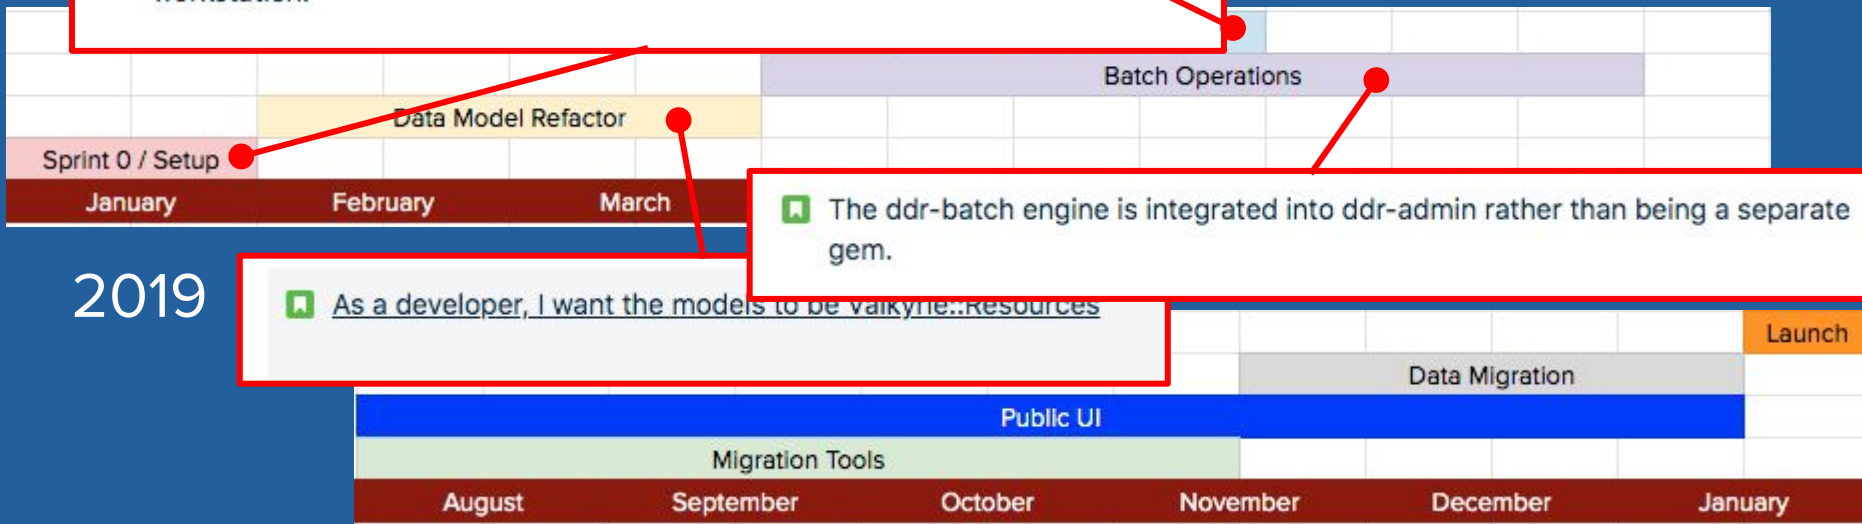 Batch Operations
Data Model Refactor
Sprint 0 / Setup
January February March
The ddr-batch engine is integrated into ddr-admin rather than being a separate
gem.
2019
As a developer, I want the models to be Valkyrie::Resources
Launch
Data Migration
Public UI
Migration Tools
August September October November December January